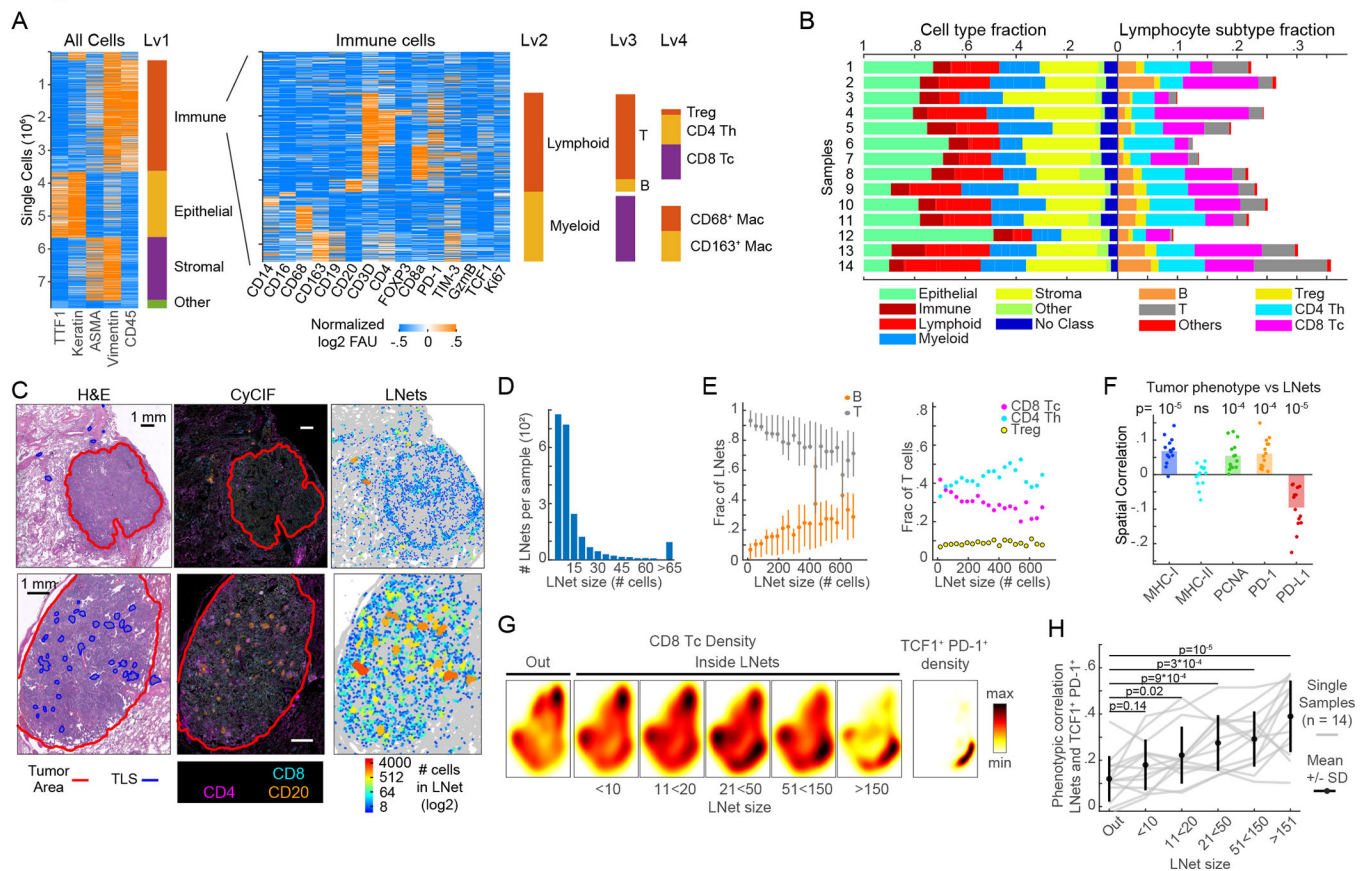 A
All Cells
Lv1
Immune cells
Lv2
Lv3
Lv4
Single Cells (10⁶)
1
2
3
4
5
6
7
Immune
Epithelial
Stromal
Other
Lymphoid
Myeloid
T
B
Treg
CD4 Th
CD8 Tc
CD68⁺ Mac
CD163⁺ Mac
TTF1
Keratin
ASMA
Vimentin
CD45
CD14
CD16
CD68
CD163
CD19
CD20
CD3D
CD4
FOXP3
CD8a
PD-1
TIM-3
GzmB
TCF1
Ki67
Normalized
log2 FAU
-.5 0 .5
B
Cell type fraction
Lymphocyte subtype fraction
1 .8 .6 .4 .2 0 .1 .2 .3
Samples
1
2
3
4
5
6
7
8
9
10
11
12
13
14
Epithelial
Immune
Lymphoid
Myeloid
Stroma
Other
No Class
B
T
Others
Treg
CD4 Th
CD8 Tc
C
H&E
CyCIF
LNets
1 mm
1 mm
Tumor
Area
TLS
CD8
CD4
CD20
4000
512
64
8
# cells
in LNet
(log2)
D
# LNets per sample (10²)
6
4
2
0
15 30 45 60 >65
LNet size (# cells)
E
B
T
Frac of LNets
1
.8
.6
.4
.2
0
0 200 400 600
LNet size (# cells)
CD8 Tc
CD4 Th
Treg
Frac of T cells
.8
.6
.4
.2
0
0 200 400 600
LNet size (# cells)
F
Tumor phenotype vs LNets
p= 10⁻⁵ ns 10⁻⁴ 10⁻⁴ 10⁻⁵
Spatial Correlation
.1
0
-.1
-.2
MHC-I
MHC-II
PCNA
PD-1
PD-L1
G
CD8 Tc Density
Out
Inside LNets
TCF1⁺ PD-1⁺
density
max
min
<10 11<20 21<50 51<150 >150
LNet size
H
Phenotypic correlation
LNets and TCF1⁺ PD-1⁺
.6
.4
.2
0
p=10⁻⁵
p=3*10⁻⁴
p=9*10⁻⁴
p=0.02
p=0.14
Single
Samples
(n = 14)
Mean
+/- SD
Out
<10
11<20
21<50
51<150
>151
LNet size